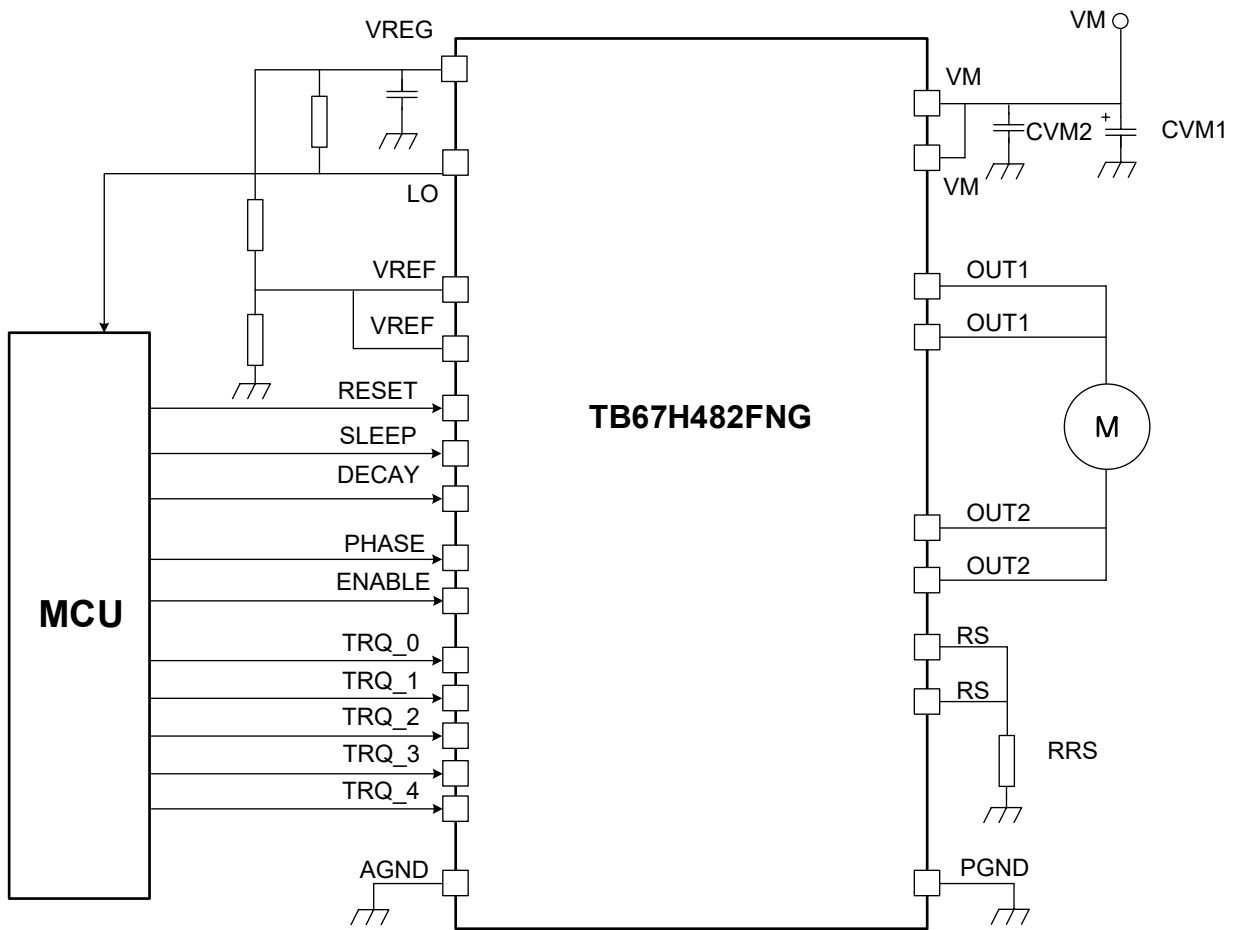 VREG
LO
VREF
VREF
RESET
SLEEP
DECAY
PHASE
ENABLE
TRQ_0
TRQ_1
TRQ_2
TRQ_3
TRQ_4
AGND
MCU
TB67H482FNG
VM
VM
CVM2
+
CVM1
VM
OUT1
OUT1
M
OUT2
OUT2
RS
RS
RRS
PGND